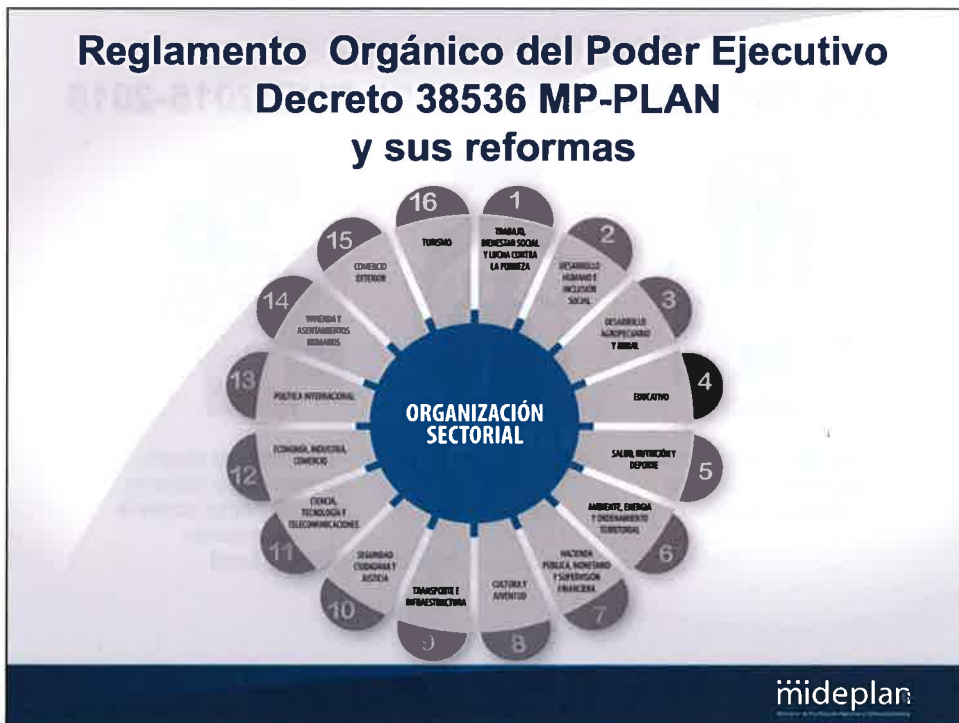 Reglamento Orgánico del Poder Ejecutivo
Decreto 38536 MP-PLAN
y sus reformas
1
TRABAJO,
BIENESTAR SOCIAL
Y LUCHA CONTRA
LA POBREZA
2
DESARROLLO
HUMANO E
INCLUSIÓN
SOCIAL
3
DESARROLLO
AGROPECUARIO
Y RURAL
4
EDUCATIVO
5
SALUD, NUTRICIÓN Y
DEPORTE
6
AMBIENTE, ENERGÍA
Y ORDENAMIENTO
TERRITORIAL
7
HACIENDA
PÚBLICA, MONETARIO
Y SUPERVISIÓN
FINANCIERA
8
CULTURA Y
JUVENTUD
9
TRANSPORTE E
INFRAESTRUCTURA
10
SEGURIDAD
CIUDADANA Y
JUSTICIA
11
CIENCIA,
TECNOLOGÍA Y
TELECOMUNICACIONES
12
ECONOMÍA, INDUSTRIA,
COMERCIO
13
POLÍTICA INTERNACIONAL
14
VIVIENDA Y
ASENTAMIENTOS
HUMANOS
15
COMERCIO
EXTERIOR
16
TURISMO
ORGANIZACIÓN
SECTORIAL
mideplan